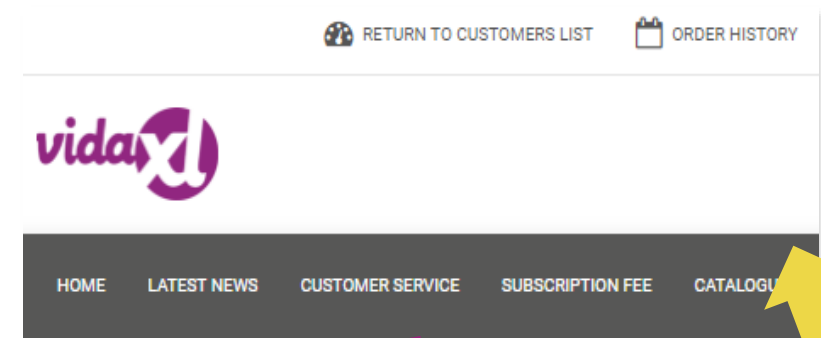 RETURN TO CUSTOMERS LIST ORDER HISTORY
vidaxl
HOME LATEST NEWS CUSTOMER SERVICE SUBSCRIPTION FEE